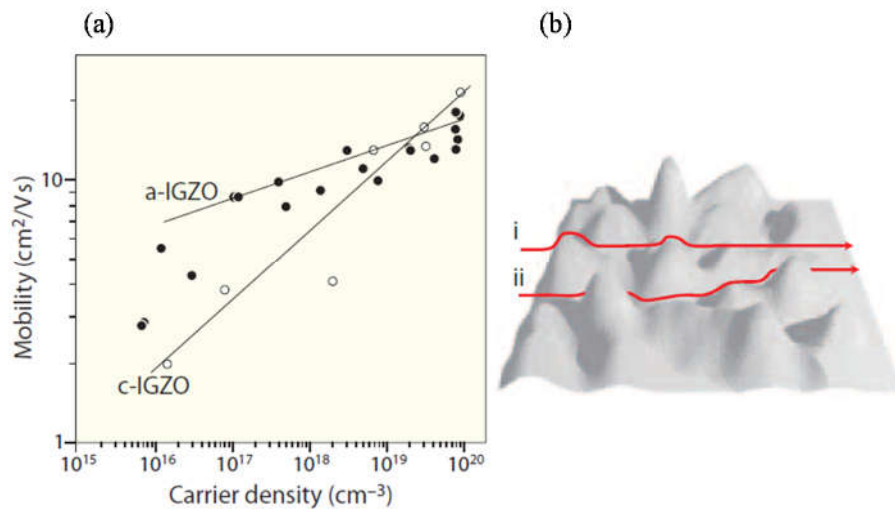 (a)
(b)
Mobility (cm²/Vs)
10
1
a-IGZO
c-IGZO
10¹⁵ 10¹⁶ 10¹⁷ 10¹⁸ 10¹⁹ 10²⁰
Carrier density (cm⁻³)
i
ii